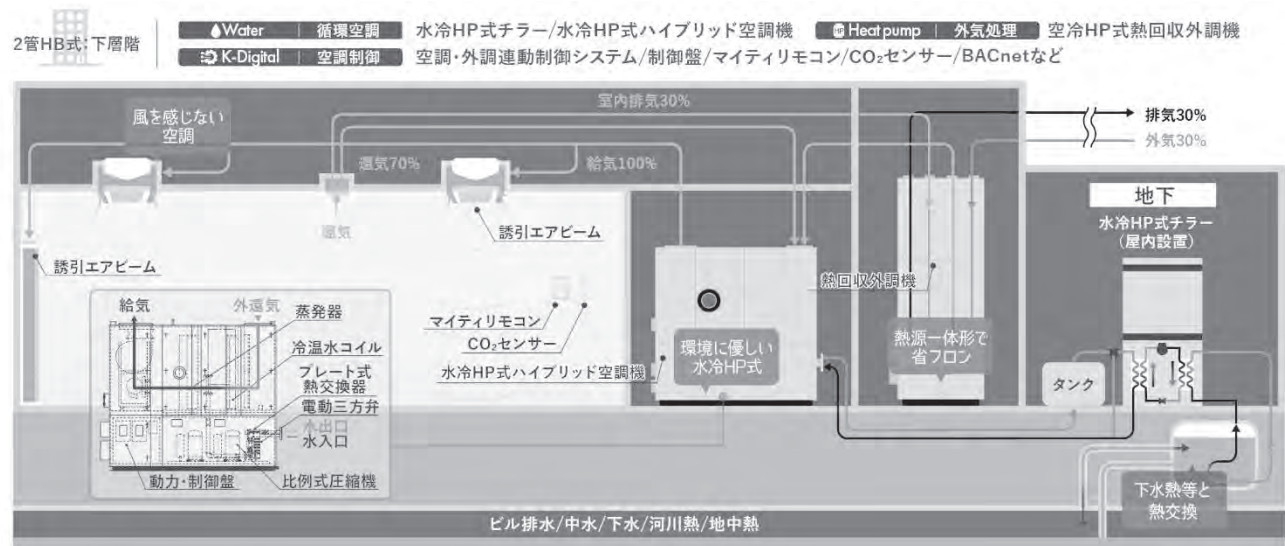 2管HB式:下層階
Water 循環空調 水冷HP式チラー/水冷HP式ハイブリッド空調機 Heat pump 外気処理 空冷HP式熱回収外調機
K-Digital 空調制御 空調・外調連動制御システム/制御盤/マイティリモコン/CO₂センサー/BACnetなど
室内排気30%
排気30%
外気30%
風を感じない
空調
還気70%
給気100%
還気
誘引エアビーム
誘引エアビーム
地下
水冷HP式チラー
(屋内設置)
熱回収外調機
給気
外還気
蒸発器
冷温水コイル
プレート式
熱交換器
電動三方弁
水出口
水入口
動力・制御盤
比例式圧縮機
マイティリモコン
CO₂センサー
水冷HP式ハイブリッド空調機
環境に優しい
水冷HP式
熱源一体形で
省フロン
タンク
下水熱等と
熱交換
ビル排水/中水/下水/河川熱/地中熱